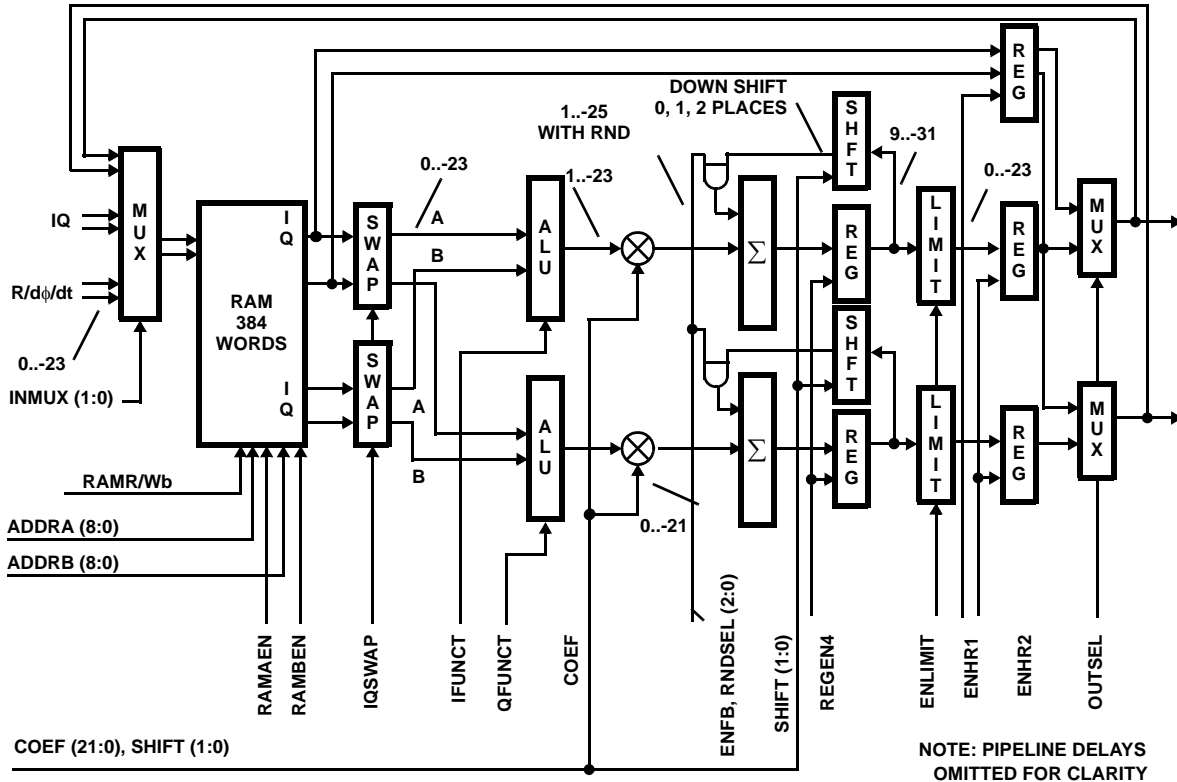 R
E
G
DOWN SHIFT
0, 1, 2 PLACES
1..-25
WITH RND
S
H
F
T
9..-31
0..-23
0..-23
1..-23
M
U
X
IQ
R/dϕ/dt
0..-23
INMUX (1:0)
I
Q
RAM
384
WORDS
I
Q
S
W
A
P
A
B
S
W
A
P
A
B
A
L
U
A
L
U
Σ
Σ
R
E
G
S
H
F
T
R
E
G
L
I
M
I
T
L
I
M
I
T
R
E
G
R
E
G
M
U
X
M
U
X
0..-21
RAMR/Wb
ADDRA (8:0)
ADDRB (8:0)
RAMAEN
RAMBEN
IQSWAP
IFUNCT
QFUNCT
COEF
ENFB, RNDSEL (2:0)
SHIFT (1:0)
REGEN4
ENLIMIT
ENHR1
ENHR2
OUTSEL
COEF (21:0), SHIFT (1:0)
NOTE: PIPELINE DELAYS
OMITTED FOR CLARITY